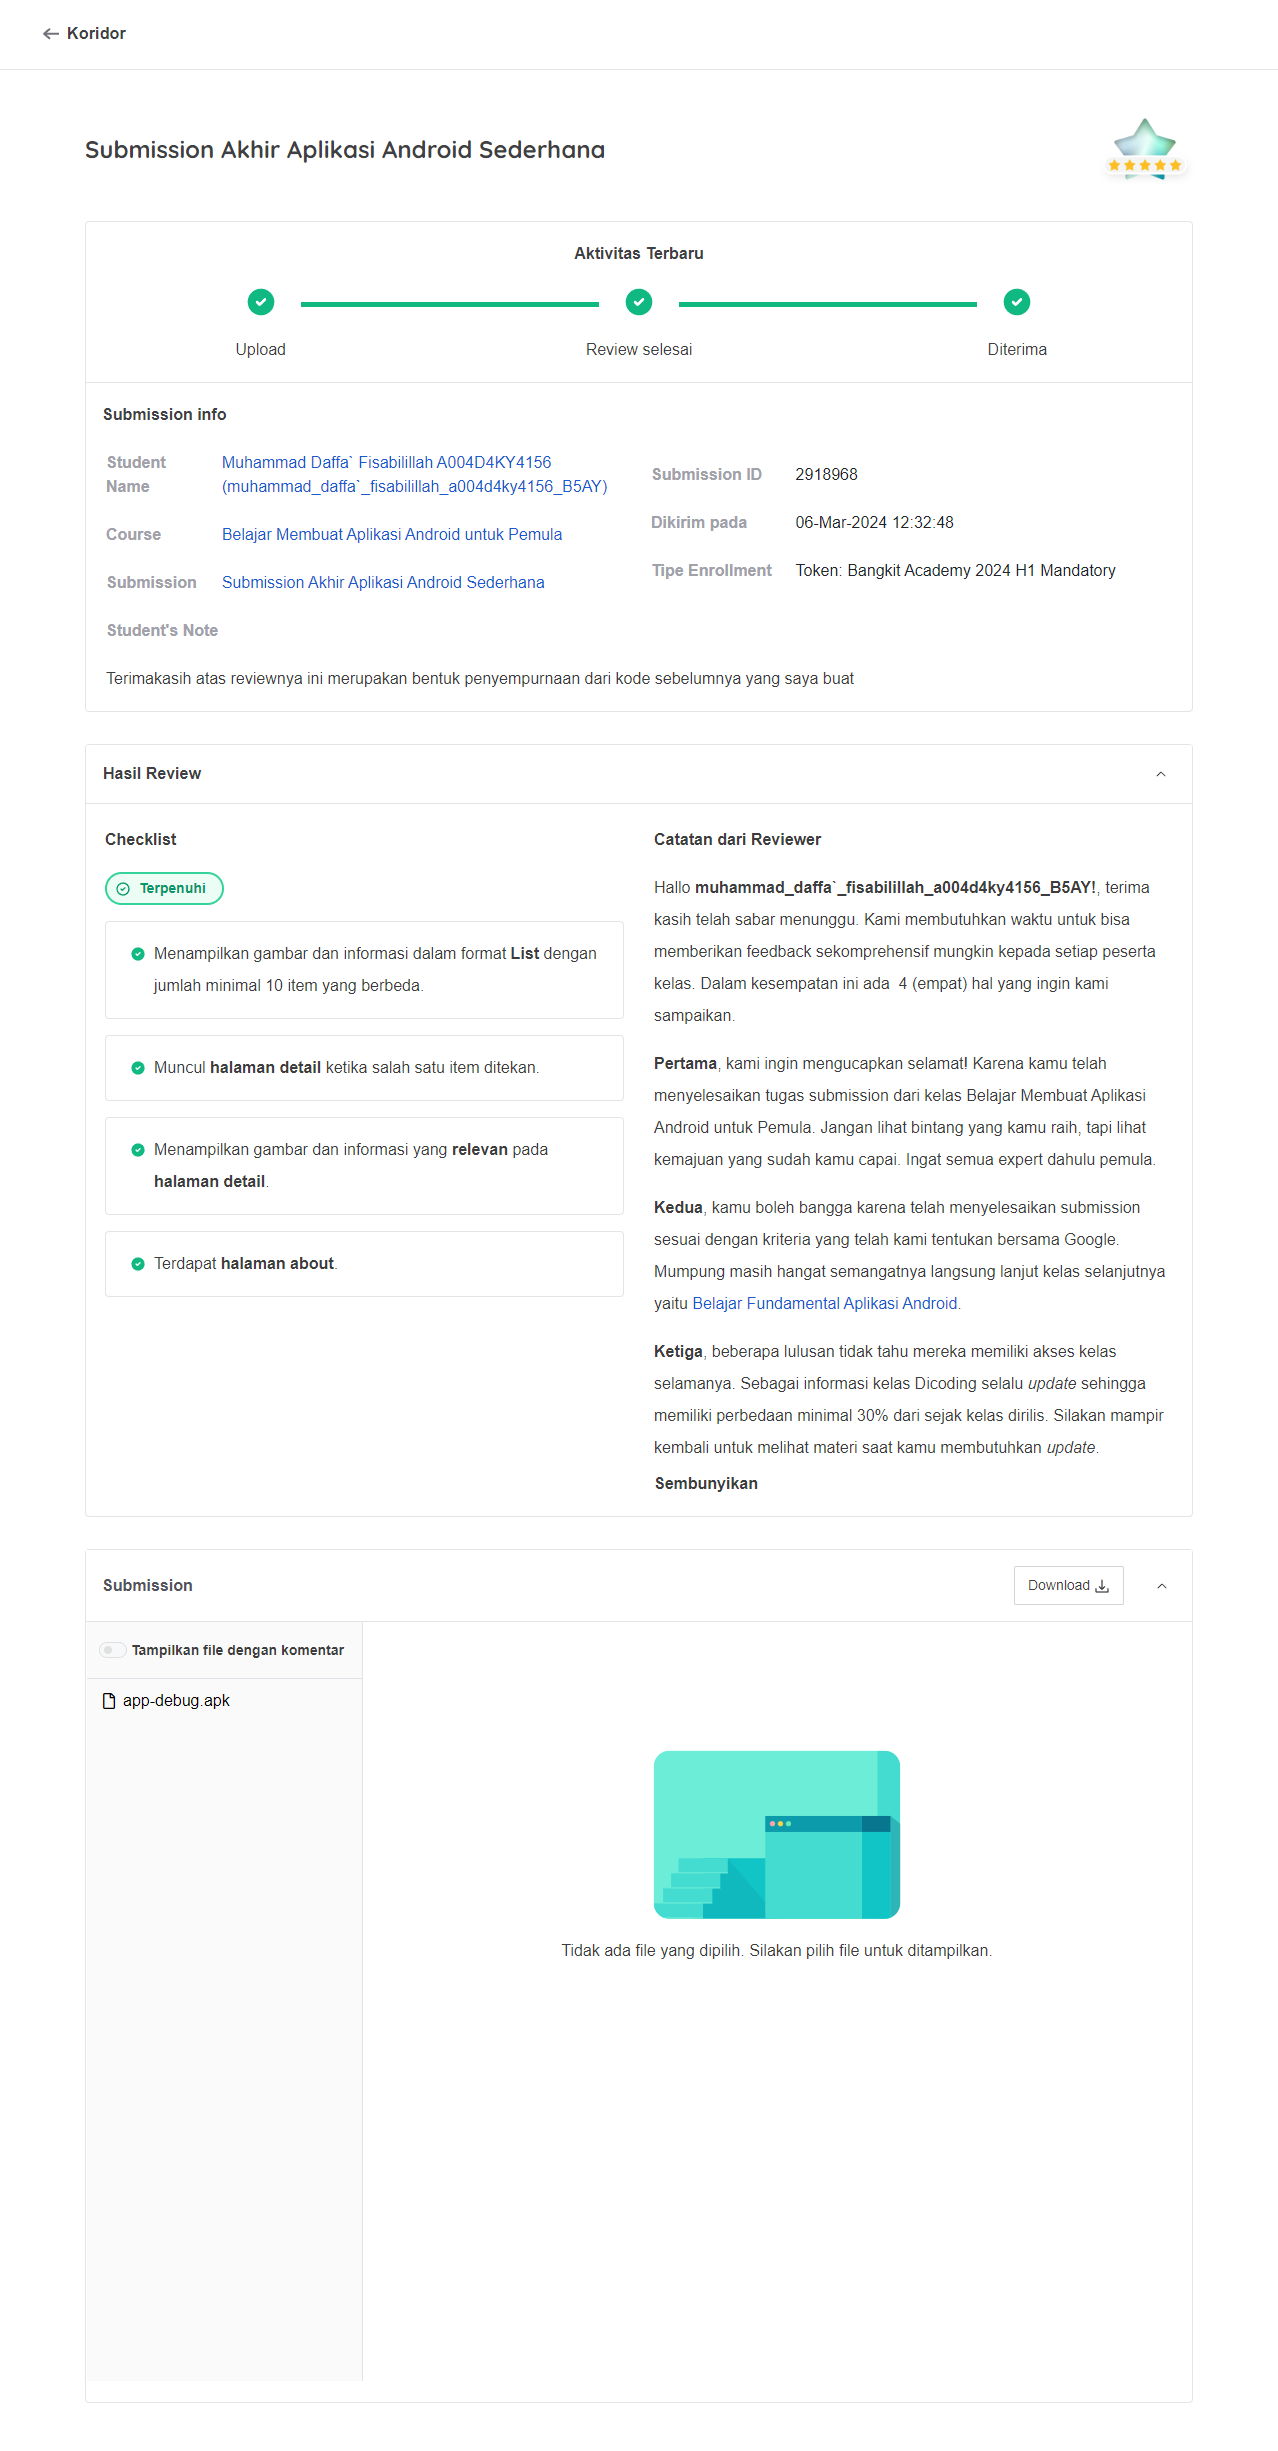 Koridor
Submission Akhir Aplikasi Android Sederhana
Aktivitas Terbaru
Upload
Review selesai
Diterima
Submission info
Student Name
Muhammad Daffa` Fisabilillah A004D4KY4156
(muhammad_daffa`_fisabilillah_a004d4ky4156_B5AY)
Course
Belajar Membuat Aplikasi Android untuk Pemula
Submission
Submission Akhir Aplikasi Android Sederhana
Submission ID
2918968
Dikirim pada
06-Mar-2024 12:32:48
Tipe Enrollment
Token: Bangkit Academy 2024 H1 Mandatory
Student's Note
Terimakasih atas reviewnya ini merupakan bentuk penyempurnaan dari kode sebelumnya yang saya buat
Hasil Review
Checklist
Terpenuhi
Menampilkan gambar dan informasi dalam format List dengan
jumlah minimal 10 item yang berbeda.
Muncul halaman detail ketika salah satu item ditekan.
Menampilkan gambar dan informasi yang relevan pada
halaman detail.
Terdapat halaman about.
Catatan dari Reviewer
Hallo muhammad_daffa`_fisabilillah_a004d4ky4156_B5AY!, terima
kasih telah sabar menunggu. Kami membutuhkan waktu untuk bisa
memberikan feedback sekomprehensif mungkin kepada setiap peserta
kelas. Dalam kesempatan ini ada  4 (empat) hal yang ingin kami
sampaikan.
Pertama, kami ingin mengucapkan selamat! Karena kamu telah
menyelesaikan tugas submission dari kelas Belajar Membuat Aplikasi
Android untuk Pemula. Jangan lihat bintang yang kamu raih, tapi lihat
kemajuan yang sudah kamu capai. Ingat semua expert dahulu pemula.
Kedua, kamu boleh bangga karena telah menyelesaikan submission
sesuai dengan kriteria yang telah kami tentukan bersama Google.
Mumpung masih hangat semangatnya langsung lanjut kelas selanjutnya
yaitu Belajar Fundamental Aplikasi Android.
Ketiga, beberapa lulusan tidak tahu mereka memiliki akses kelas
selamanya. Sebagai informasi kelas Dicoding selalu update sehingga
memiliki perbedaan minimal 30% dari sejak kelas dirilis. Silakan mampir
kembali untuk melihat materi saat kamu membutuhkan update.
Sembunyikan
Submission
Download
Tampilkan file dengan komentar
app-debug.apk
Tidak ada file yang dipilih. Silakan pilih file untuk ditampilkan.